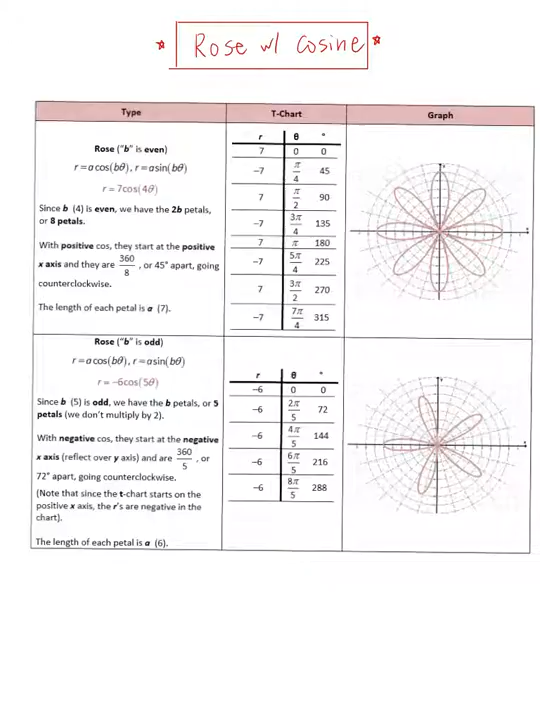 * Rose w/ Cosine *
Type
T-Chart
Graph
Rose ("b" is even)
r = a cos(bθ), r = a sin(bθ)
r = 7cos(4θ)
Since b (4) is even, we have the 2b petals,
or 8 petals.
With positive cos, they start at the positive
x axis and they are 360/8, or 45° apart, going
counterclockwise.
The length of each petal is a (7).
r θ °
7 0 0
-7 π/4 45
7 π/2 90
-7 3π/4 135
7 π 180
-7 5π/4 225
7 3π/2 270
-7 7π/4 315
Rose ("b" is odd)
r = a cos(bθ), r = a sin(bθ)
r = -6cos(5θ)
Since b (5) is odd, we have the b petals, or 5
petals (we don't multiply by 2).
With negative cos, they start at the negative
x axis (reflect over y axis) and are 360/5, or
72° apart, going counterclockwise.
(Note that since the t-chart starts on the
positive x axis, the r's are negative in the
chart).
The length of each petal is a (6).
r θ °
-6 0 0
-6 2π/5 72
-6 4π/5 144
-6 6π/5 216
-6 8π/5 288